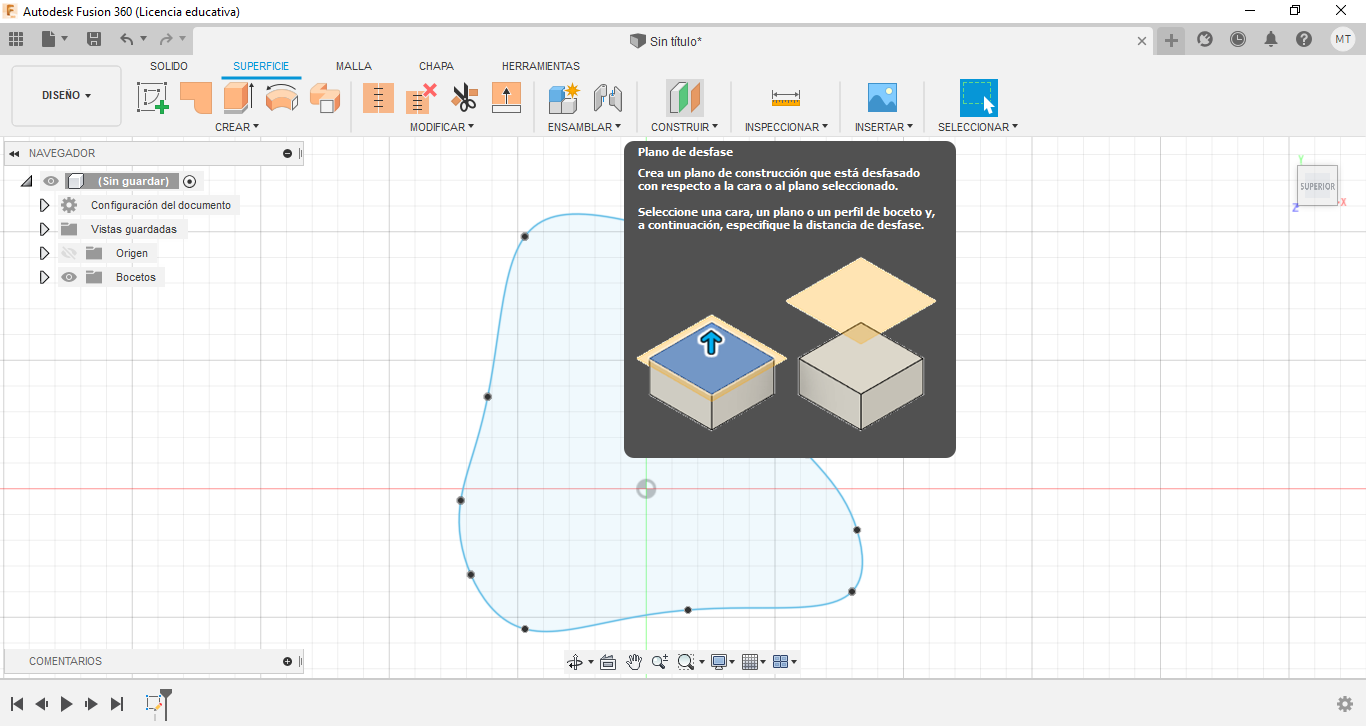 Autodesk Fusion 360 (Licencia educativa)
Sin título*
MT
DISEÑO
SOLIDO
SUPERFICIE
MALLA
CHAPA
HERRAMIENTAS
CREAR
MODIFICAR
ENSAMBLAR
CONSTRUIR
INSPECCIONAR
INSERTAR
SELECCIONAR
NAVEGADOR
(Sin guardar)
Configuración del documento
Vistas guardadas
Origen
Bocetos
Plano de desfase
Crea un plano de construcción que está desfasado
con respecto a la cara o al plano seleccionado.
Seleccione una cara, un plano o un perfil de boceto y,
a continuación, especifique la distancia de desfase.
Y
SUPERIOR
Z
X
COMENTARIOS